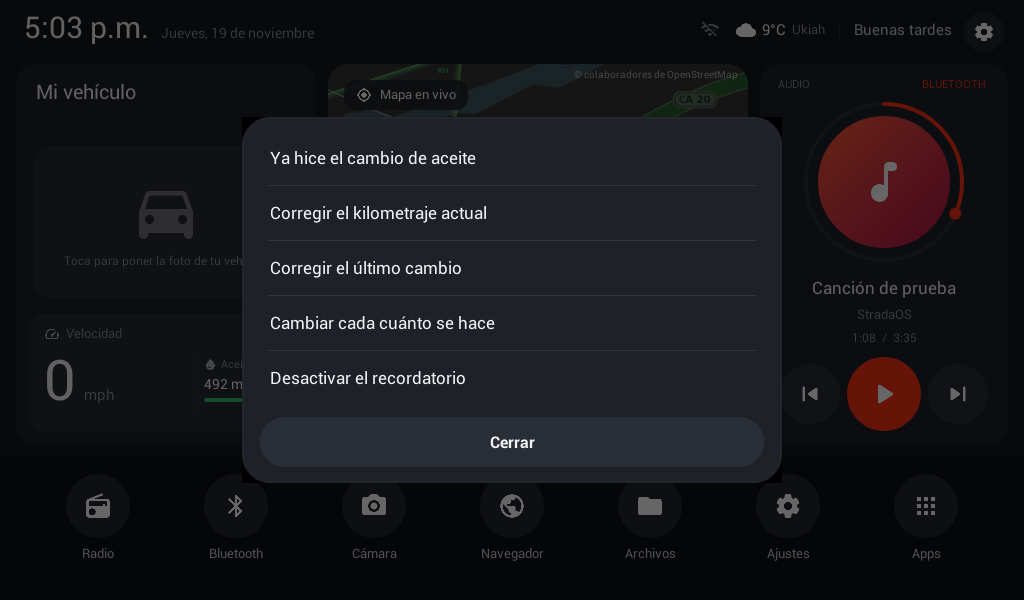 5:03 p.m. Jueves, 19 de noviembre
9°C Ukiah Buenas tardes
Mi vehículo
RN
© colaboradores de OpenStreetMap
Mapa en vivo
CA 20
AUDIO BLUETOOTH
Ya hice el cambio de aceite
Corregir el kilometraje actual
Corregir el último cambio
Cambiar cada cuánto se hace
Desactivar el recordatorio
Cerrar
Toca para poner la foto de tu
Velocidad
0 mph
492
Canción de prueba
StradaOS
1:08 / 3:35
Radio
Bluetooth
Cámara
Navegador
Archivos
Ajustes
Apps